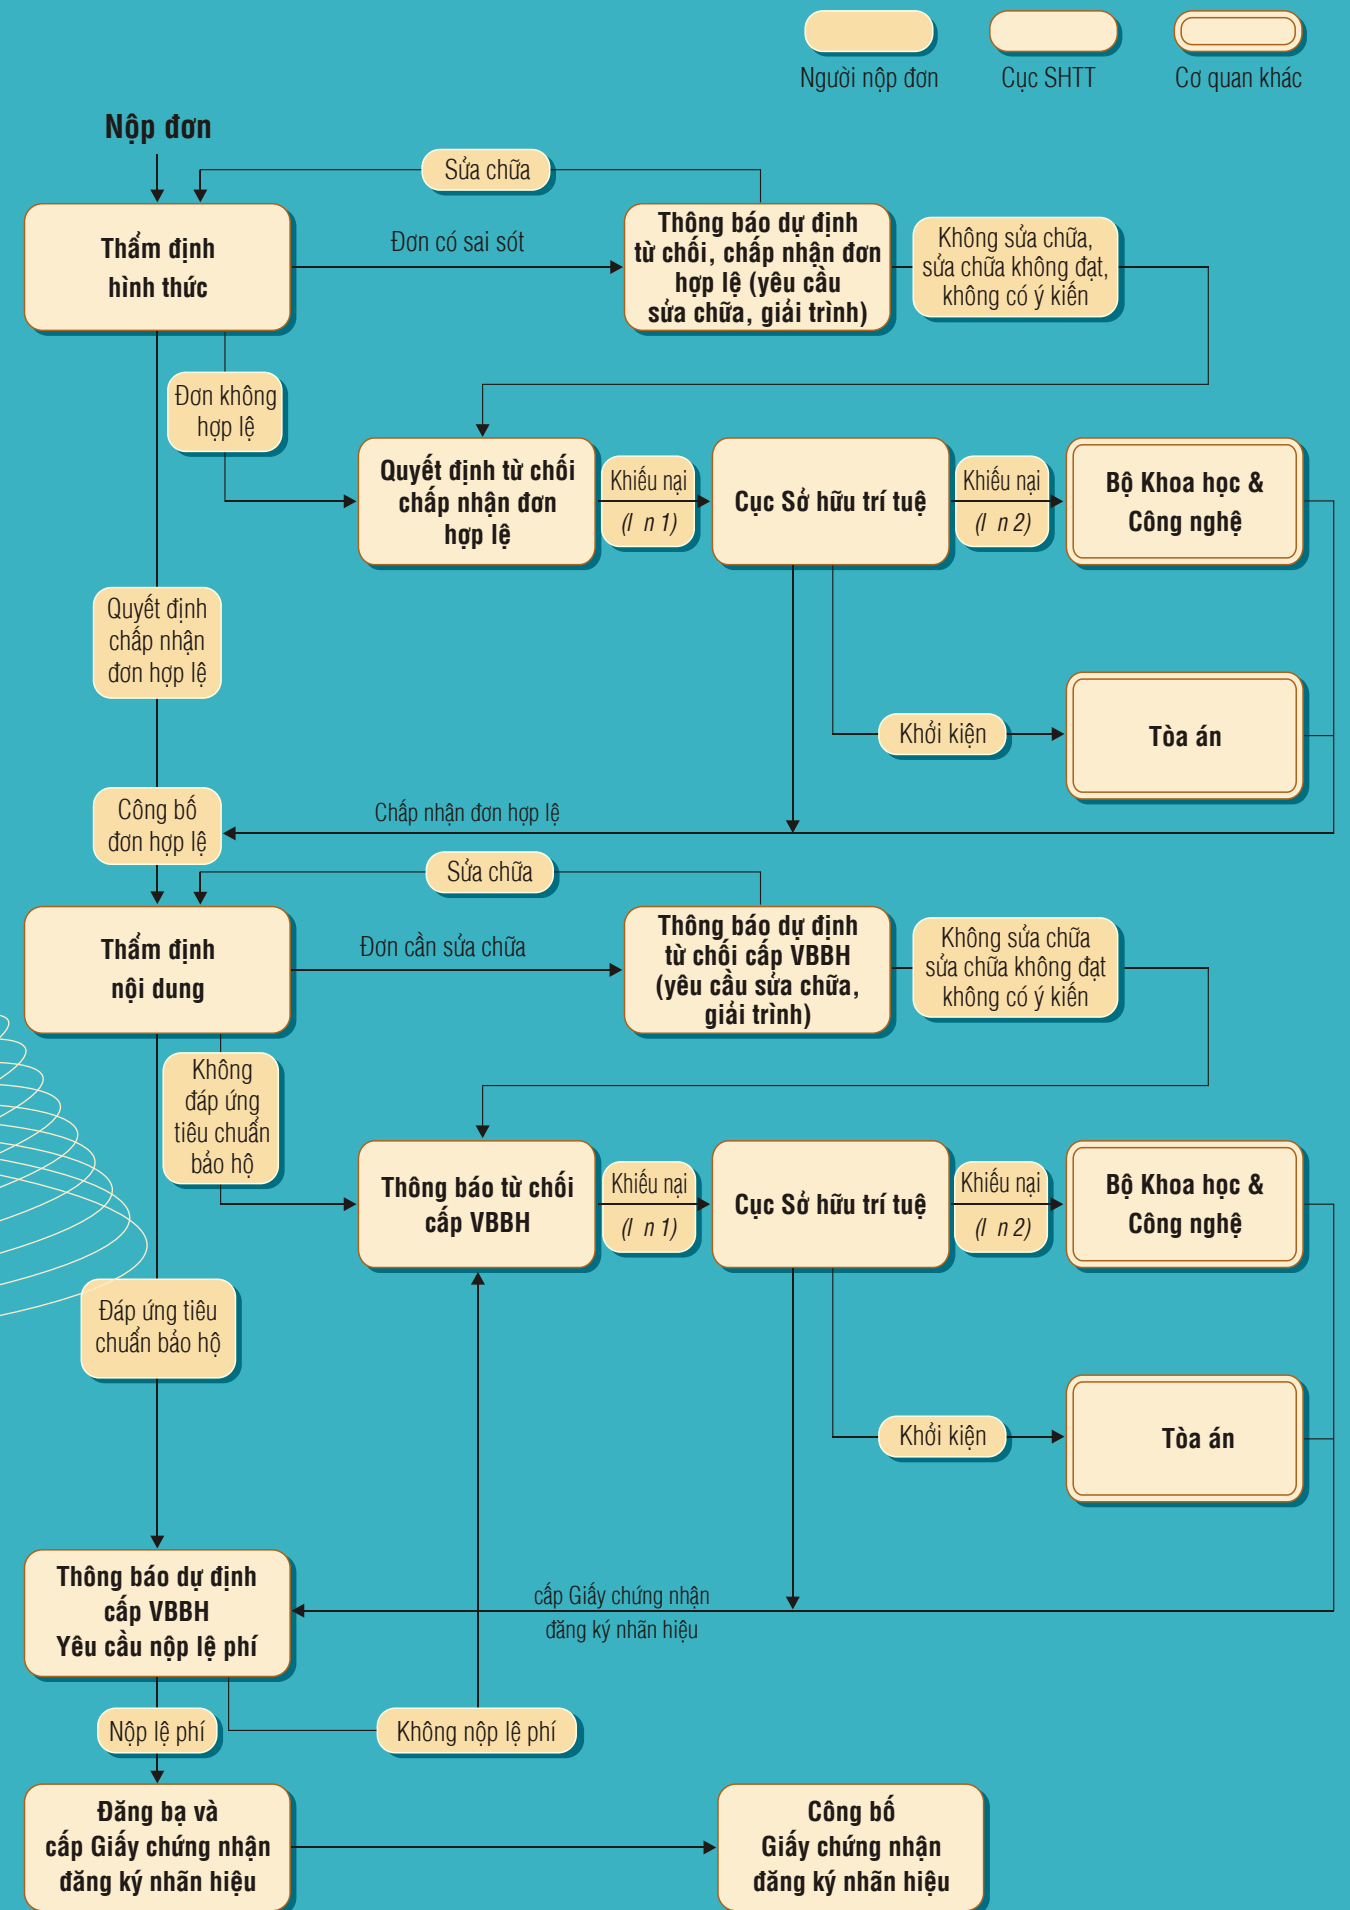 Người nộp đơn
Cục SHTT
Cơ quan khác
Nộp đơn
Sửa chữa
Thẩm định
hình thức
Đơn có sai sót
Thông báo dự định
từ chối, chấp nhận đơn
hợp lệ (yêu cầu
sửa chữa, giải trình)
Không sửa chữa,
sửa chữa không đạt,
không có ý kiến
Đơn không
hợp lệ
Quyết định từ chối
chấp nhận đơn
hợp lệ
Khiếu nại
(l n 1)
Cục Sở hữu trí tuệ
Khiếu nại
(l n 2)
Bộ Khoa học &
Công nghệ
Quyết định
chấp nhận
đơn hợp lệ
Khởi kiện
Tòa án
Công bố
đơn hợp lệ
Chấp nhận đơn hợp lệ
Sửa chữa
Thẩm định
nội dung
Đơn cần sửa chữa
Thông báo dự định
từ chối cấp VBBH
(yêu cầu sửa chữa,
giải trình)
Không sửa chữa
sửa chữa không đạt
không có ý kiến
Không
đáp ứng
tiêu chuẩn
bảo hộ
Thông báo từ chối
cấp VBBH
Khiếu nại
(l n 1)
Cục Sở hữu trí tuệ
Khiếu nại
(l n 2)
Bộ Khoa học &
Công nghệ
Đáp ứng tiêu
chuẩn bảo hộ
Khởi kiện
Tòa án
Thông báo dự định
cấp VBBH
Yêu cầu nộp lệ phí
cấp Giấy chứng nhận
đăng ký nhãn hiệu
Nộp lệ phí
Không nộp lệ phí
Đăng bạ và
cấp Giấy chứng nhận
đăng ký nhãn hiệu
Công bố
Giấy chứng nhận
đăng ký nhãn hiệu